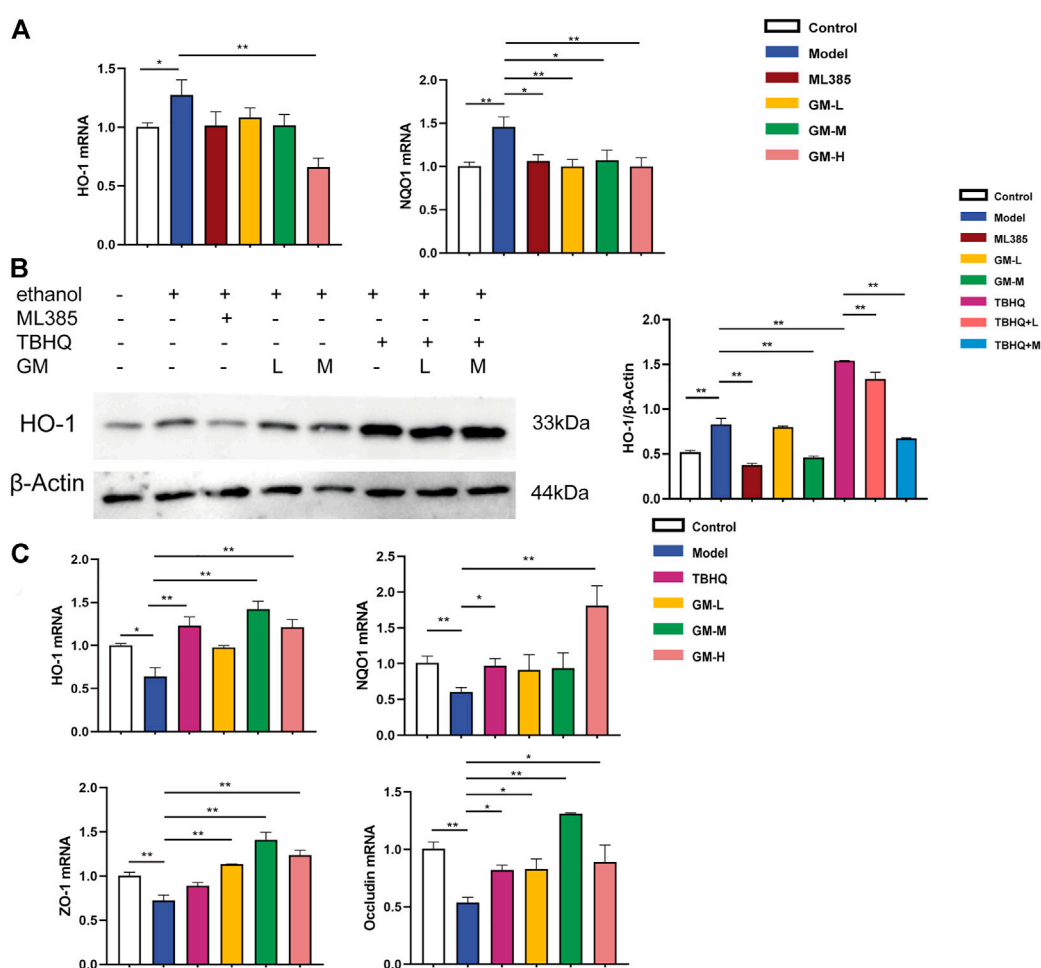 A
HO-1 mRNA
1.5
1.0
0.5
0.0
*
**
NQO1 mRNA
2.0
1.5
1.0
0.5
0.0
**
*
**
*
**
Control
Model
ML385
GM-L
GM-M
GM-H
B
ethanol - + + + + + + +
ML385 - - + - - - - -
TBHQ - - - - - + + +
GM - - - L M - L M
HO-1 33kDa
β-Actin 44kDa
HO-1/β-Actin
2.0
1.5
1.0
0.5
0.0
**
**
**
**
**
**
Control
Model
ML385
GM-L
GM-M
TBHQ
TBHQ+L
TBHQ+M
C
HO-1 mRNA
2.0
1.5
1.0
0.5
0.0
*
**
**
**
NQO1 mRNA
2.5
2.0
1.5
1.0
0.5
0.0
**
*
**
Control
Model
TBHQ
GM-L
GM-M
GM-H
ZO-1 mRNA
2.0
1.5
1.0
0.5
0.0
**
**
**
**
Occludin mRNA
1.5
1.0
0.5
0.0
**
*
*
**
*